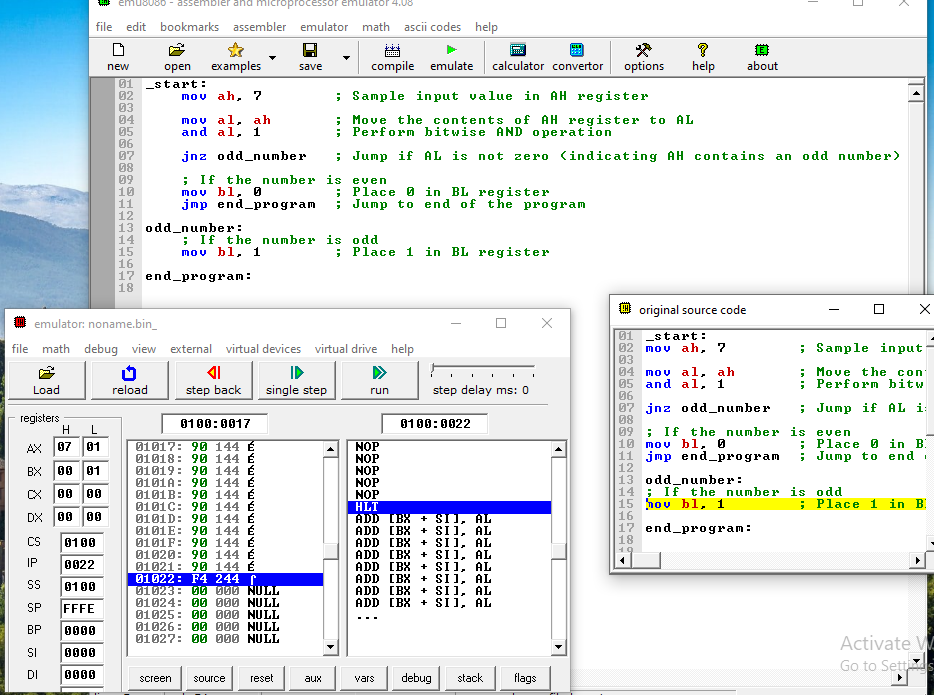 emu8086 - assembler and microprocessor emulator 4.08
file edit bookmarks assembler emulator math ascii codes help
new open examples save compile emulate calculator convertor options help about
01 _start:
02 mov ah, 7 ; Sample input value in AH register
03
04 mov al, ah ; Move the contents of AH register to AL
05 and al, 1 ; Perform bitwise AND operation
06
07 jnz odd_number ; Jump if AL is not zero (indicating AH contains an odd number)
08
09 ; If the number is even
10 mov bl, 0 ; Place 0 in BL register
11 jmp end_program ; Jump to end of the program
12
13 odd_number:
14 ; If the number is odd
15 mov bl, 1 ; Place 1 in BL register
16
17 end_program:
18
emulator: noname.bin_
file math debug view external virtual devices virtual drive help
Load reload step back single step run step delay ms: 0
registers
H L
AX 07 01
BX 00 01
CX 00 00
DX 00 00
CS 0100
IP 0022
SS 0100
SP FFFE
BP 0000
SI 0000
DI 0000
0100:0017
01017: 90 144 É
01018: 90 144 É
01019: 90 144 É
0101A: 90 144 É
0101B: 90 144 É
0101C: 90 144 É
0101D: 90 144 É
0101E: 90 144 É
0101F: 90 144 É
01020: 90 144 É
01021: 90 144 É
01022: F4 244 ⌠
01023: 00 000 NULL
01024: 00 000 NULL
01025: 00 000 NULL
01026: 00 000 NULL
01027: 00 000 NULL
0100:0022
NOP
NOP
NOP
NOP
NOP
HLT
ADD [BX + SI], AL
ADD [BX + SI], AL
ADD [BX + SI], AL
ADD [BX + SI], AL
ADD [BX + SI], AL
ADD [BX + SI], AL
ADD [BX + SI], AL
ADD [BX + SI], AL
...
screen source reset aux vars debug stack flags
original source code
01 _start:
02 mov ah, 7 ; Sample input
03
04 mov al, ah ; Move the con
05 and al, 1 ; Perform bitw
06
07 jnz odd_number ; Jump if AL i
08
09 ; If the number is even
10 mov bl, 0 ; Place 0 in B
11 jmp end_program ; Jump to end
12
13 odd_number:
14 ; If the number is odd
15 mov bl, 1 ; Place 1 in B
16
17 end_program:
18
19
Activate W
Go to Settings